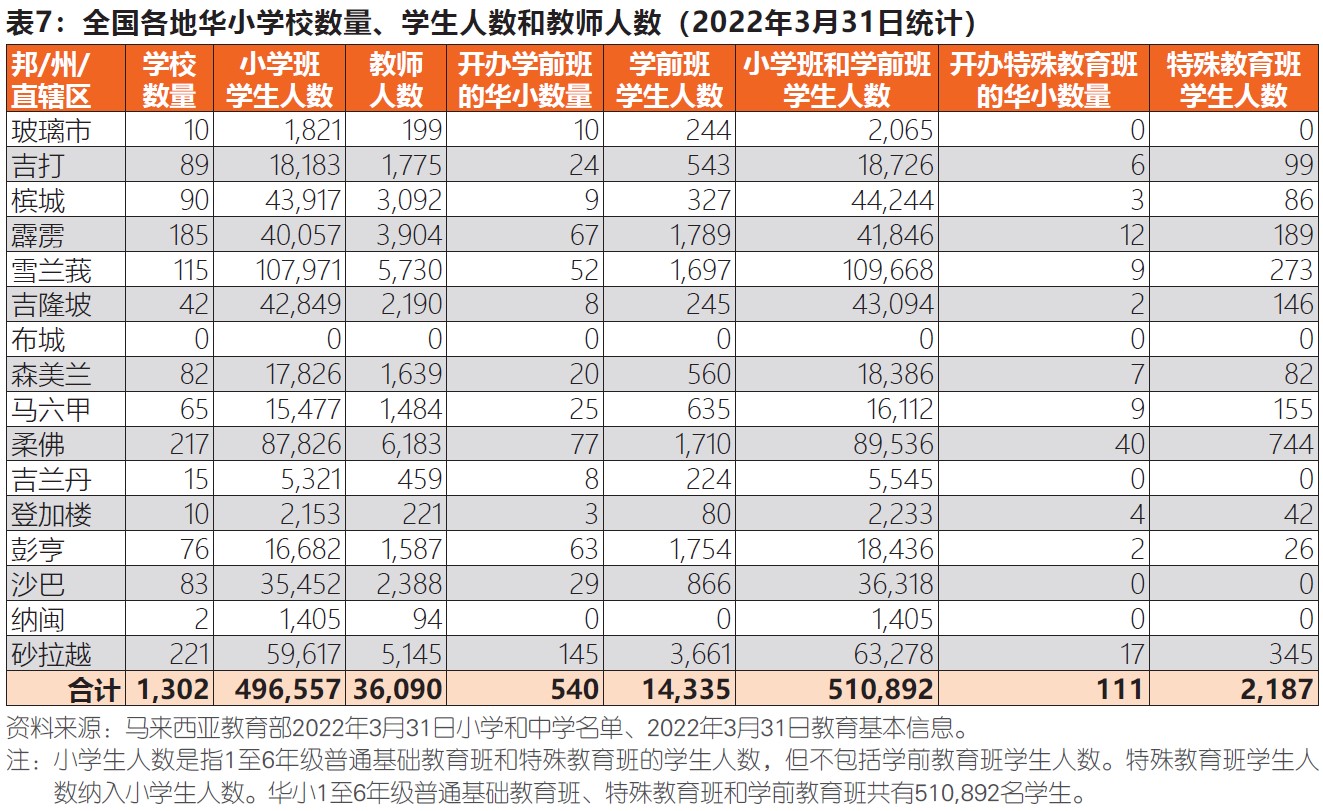 表7：全国各地华小学校数量、学生人数和教师人数（2022年3月31日统计）
邦/州/直辖区 学校数量 小学班学生人数 教师人数 开办学前班的华小数量 学前班学生人数 小学班和学前班学生人数 开办特殊教育班的华小数量 特殊教育班学生人数
玻璃市 10 1,821 199 10 244 2,065 0 0
吉打 89 18,183 1,775 24 543 18,726 6 99
槟城 90 43,917 3,092 9 327 44,244 3 86
霹雳 185 40,057 3,904 67 1,789 41,846 12 189
雪兰莪 115 107,971 5,730 52 1,697 109,668 9 273
吉隆坡 42 42,849 2,190 8 245 43,094 2 146
布城 0 0 0 0 0 0 0 0
森美兰 82 17,826 1,639 20 560 18,386 7 82
马六甲 65 15,477 1,484 25 635 16,112 9 155
柔佛 217 87,826 6,183 77 1,710 89,536 40 744
吉兰丹 15 5,321 459 8 224 5,545 0 0
登加楼 10 2,153 221 3 80 2,233 4 42
彭亨 76 16,682 1,587 63 1,754 18,436 2 26
沙巴 83 35,452 2,388 29 866 36,318 0 0
纳闽 2 1,405 94 0 0 1,405 0 0
砂拉越 221 59,617 5,145 145 3,661 63,278 17 345
合计 1,302 496,557 36,090 540 14,335 510,892 111 2,187
资料来源：马来西亚教育部2022年3月31日小学和中学名单、2022年3月31日教育基本信息。
注：小学生人数是指1至6年级普通基础教育班和特殊教育班的学生人数，但不包括学前教育班学生人数。特殊教育班学生人
数纳入小学生人数。华小1至6年级普通基础教育班、特殊教育班和学前教育班共有510,892名学生。